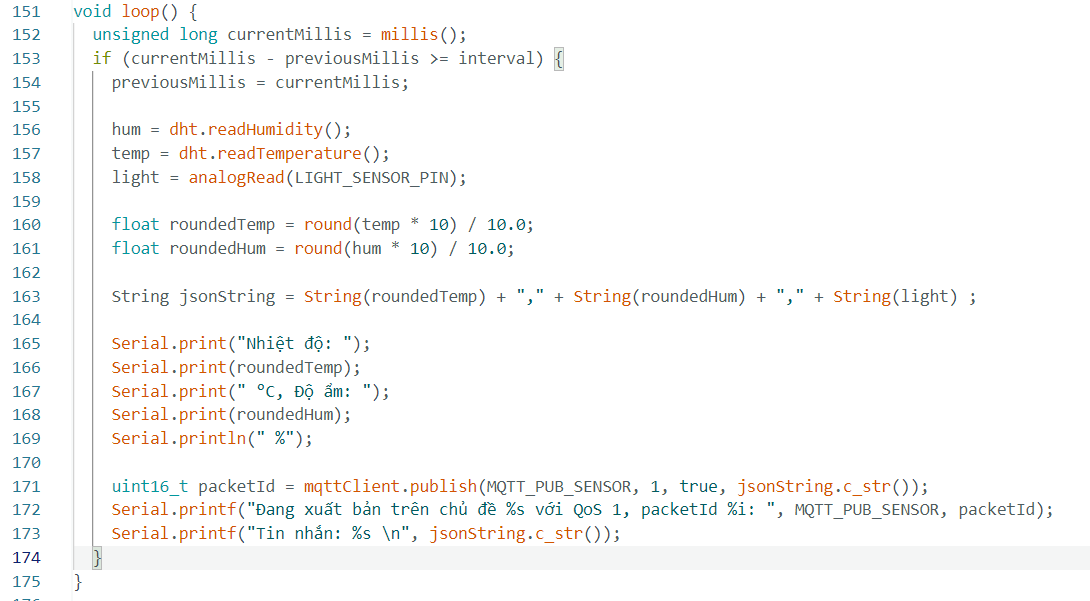 151 void loop() {
152 unsigned long currentMillis = millis();
153 if (currentMillis - previousMillis >= interval) {
154 previousMillis = currentMillis;
155
156 hum = dht.readHumidity();
157 temp = dht.readTemperature();
158 light = analogRead(LIGHT_SENSOR_PIN);
159
160 float roundedTemp = round(temp * 10) / 10.0;
161 float roundedHum = round(hum * 10) / 10.0;
162
163 String jsonString = String(roundedTemp) + "," + String(roundedHum) + "," + String(light) ;
164
165 Serial.print("Nhiệt độ: ");
166 Serial.print(roundedTemp);
167 Serial.print(" ºC, Độ ẩm: ");
168 Serial.print(roundedHum);
169 Serial.println(" %");
170
171 uint16_t packetId = mqttClient.publish(MQTT_PUB_SENSOR, 1, true, jsonString.c_str());
172 Serial.printf("Đang xuất bản trên chủ đề %s với QoS 1, packetId %i: ", MQTT_PUB_SENSOR, packetId);
173 Serial.printf("Tin nhắn: %s \n", jsonString.c_str());
174 }
175 }